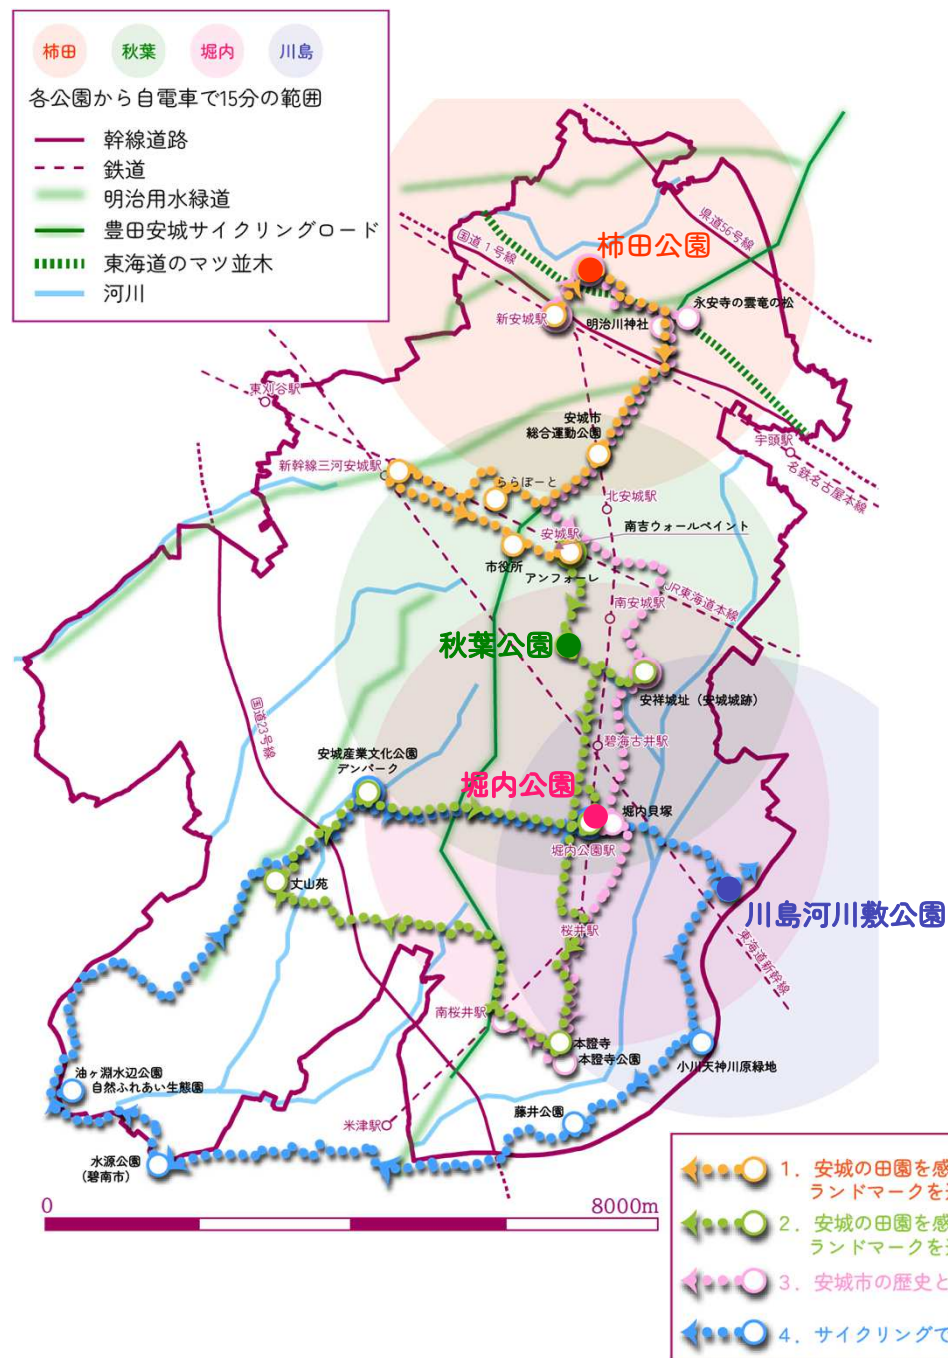 柿田
秋葉
堀内
川島
各公園から自電車で15分の範囲
幹線道路
鉄道
明治用水緑道
豊田安城サイクリングロード
東海道のマツ並木
河川
県道56号線
国道1号線
柿田公園
永安寺の雲竜の松
新安城駅
明治川神社
東刈谷駅
安城市
総合運動公園
宇頭駅
名鉄名古屋本線
新幹線三河安城駅
ららぽーと
北安城駅
安城駅
南吉ウォールペイント
市役所
アンフォーレ
JR東海道本線
南安城駅
秋葉公園
安祥城址（安城城跡）
国道23号線
碧海古井駅
安城産業文化公園
デンパーク
堀内公園
堀内貝塚
堀内公園駅
丈山苑
川島河川敷公園
桜井駅
東海道新幹線
南桜井駅
本證寺
本證寺公園
小川天神川原緑地
油ヶ淵水辺公園
自然ふれあい生態園
藤井公園
米津駅
水源公園
（碧南市）
0
8000m
1．安城の田園を感
ランドマークを
2．安城の田園を感
ランドマークを
3．安城市の歴史と
4．サイクリングで